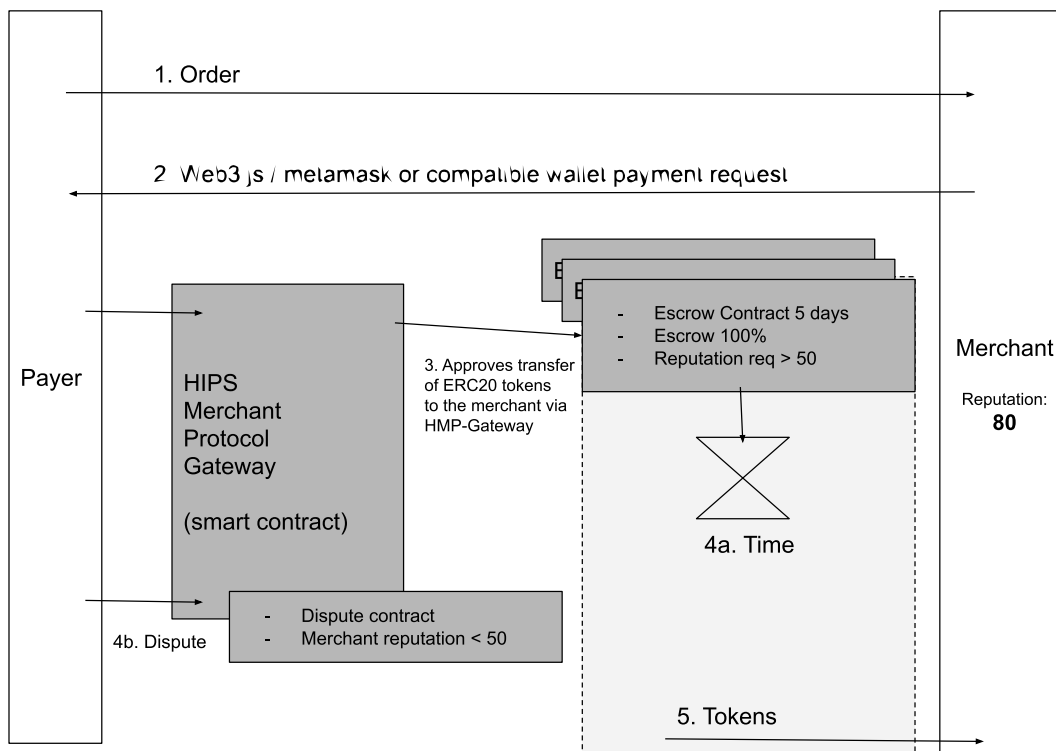 1. Order
2 Web3 js / metamask or compatible wallet payment request
E
E
- Escrow Contract 5 days
- Escrow 100%
- Reputation req > 50
Payer
HIPS
Merchant
Protocol
Gateway
(smart contract)
3. Approves transfer
of ERC20 tokens
to the merchant via
HMP-Gateway
Merchant
Reputation:
80
4a. Time
4b. Dispute
- Dispute contract
- Merchant reputation < 50
5. Tokens